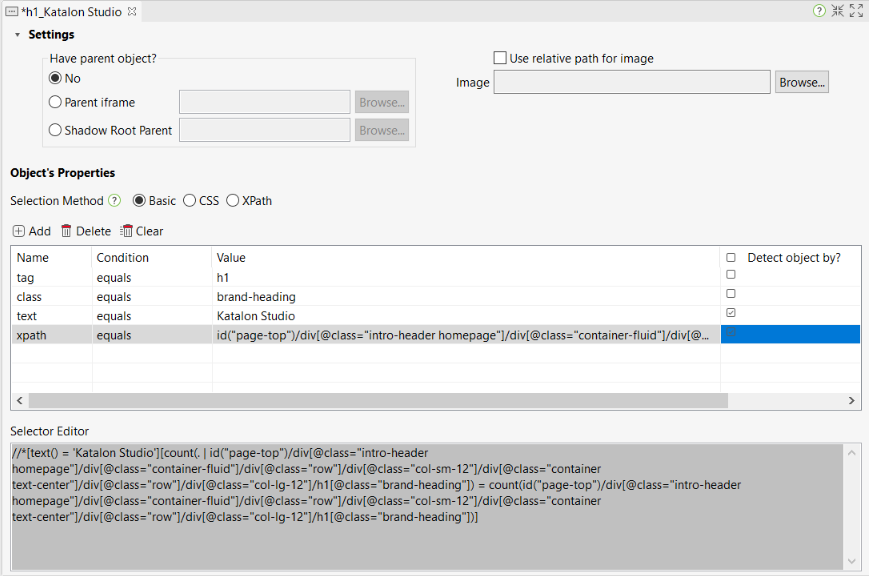 *h1_Katalon Studio
Settings
Have parent object?
No
Parent iframe Browse...
Shadow Root Parent Browse...
Use relative path for image
Image Browse...
Object's Properties
Selection Method ? Basic CSS XPath
Add Delete Clear
Name Condition Value Detect object by?
tag equals h1
class equals brand-heading
text equals Katalon Studio
xpath equals id("page-top")/div[@class="intro-header homepage"]/div[@class="container-fluid"]/div[@...
Selector Editor
//*[text() = 'Katalon Studio'][count(. | id("page-top")/div[@class="intro-header
homepage"]/div[@class="container-fluid"]/div[@class="row"]/div[@class="col-sm-12"]/div[@class="container
text-center"]/div[@class="row"]/div[@class="col-lg-12"]/h1[@class="brand-heading"]) = count(id("page-top")/div[@class="intro-header
homepage"]/div[@class="container-fluid"]/div[@class="row"]/div[@class="col-sm-12"]/div[@class="container
text-center"]/div[@class="row"]/div[@class="col-lg-12"]/h1[@class="brand-heading"])]